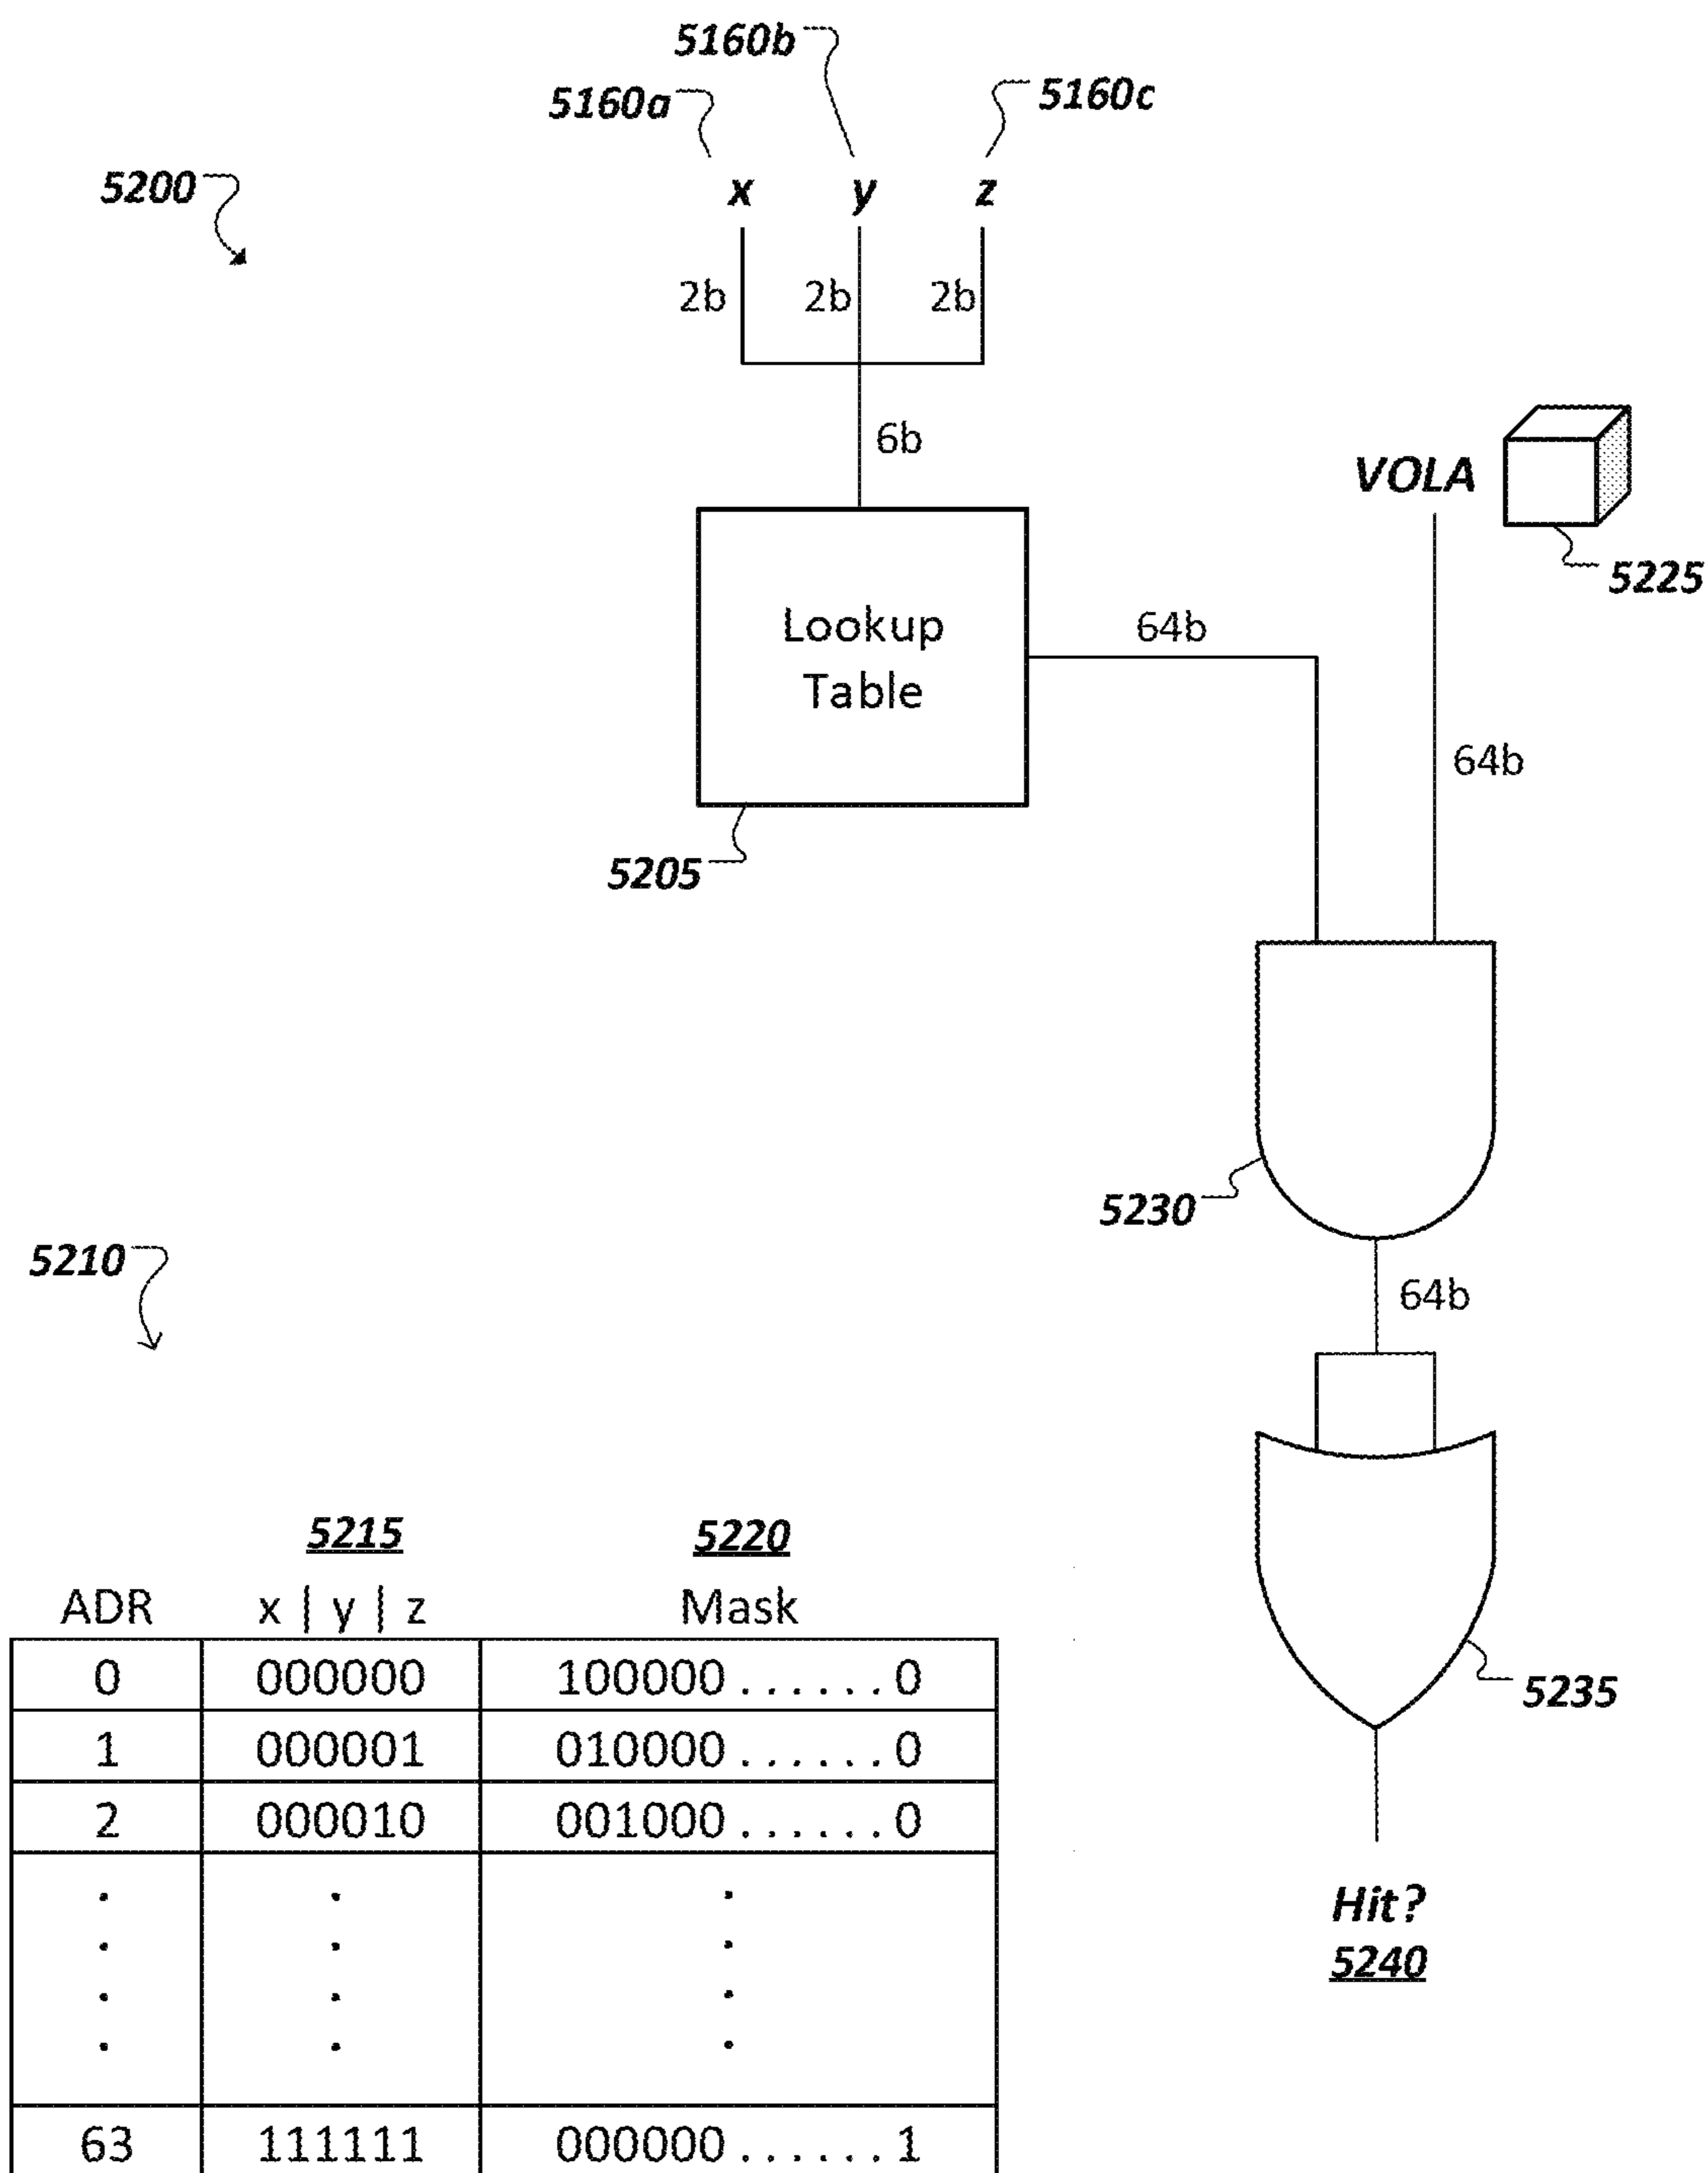 5160b
5160a
5160c
5200
x y z
2b 2b 2b
6b
VOLA
5225
Lookup
Table
64b
64b
5205
5230
5210
64b
5215 5220
ADR x | y | z Mask
0 000000 100000 . . . . . . 0
1 000001 010000 . . . . . . 0
2 000010 001000 . . . . . . 0
63 111111 000000 . . . . . . 1
5235
Hit?
5240